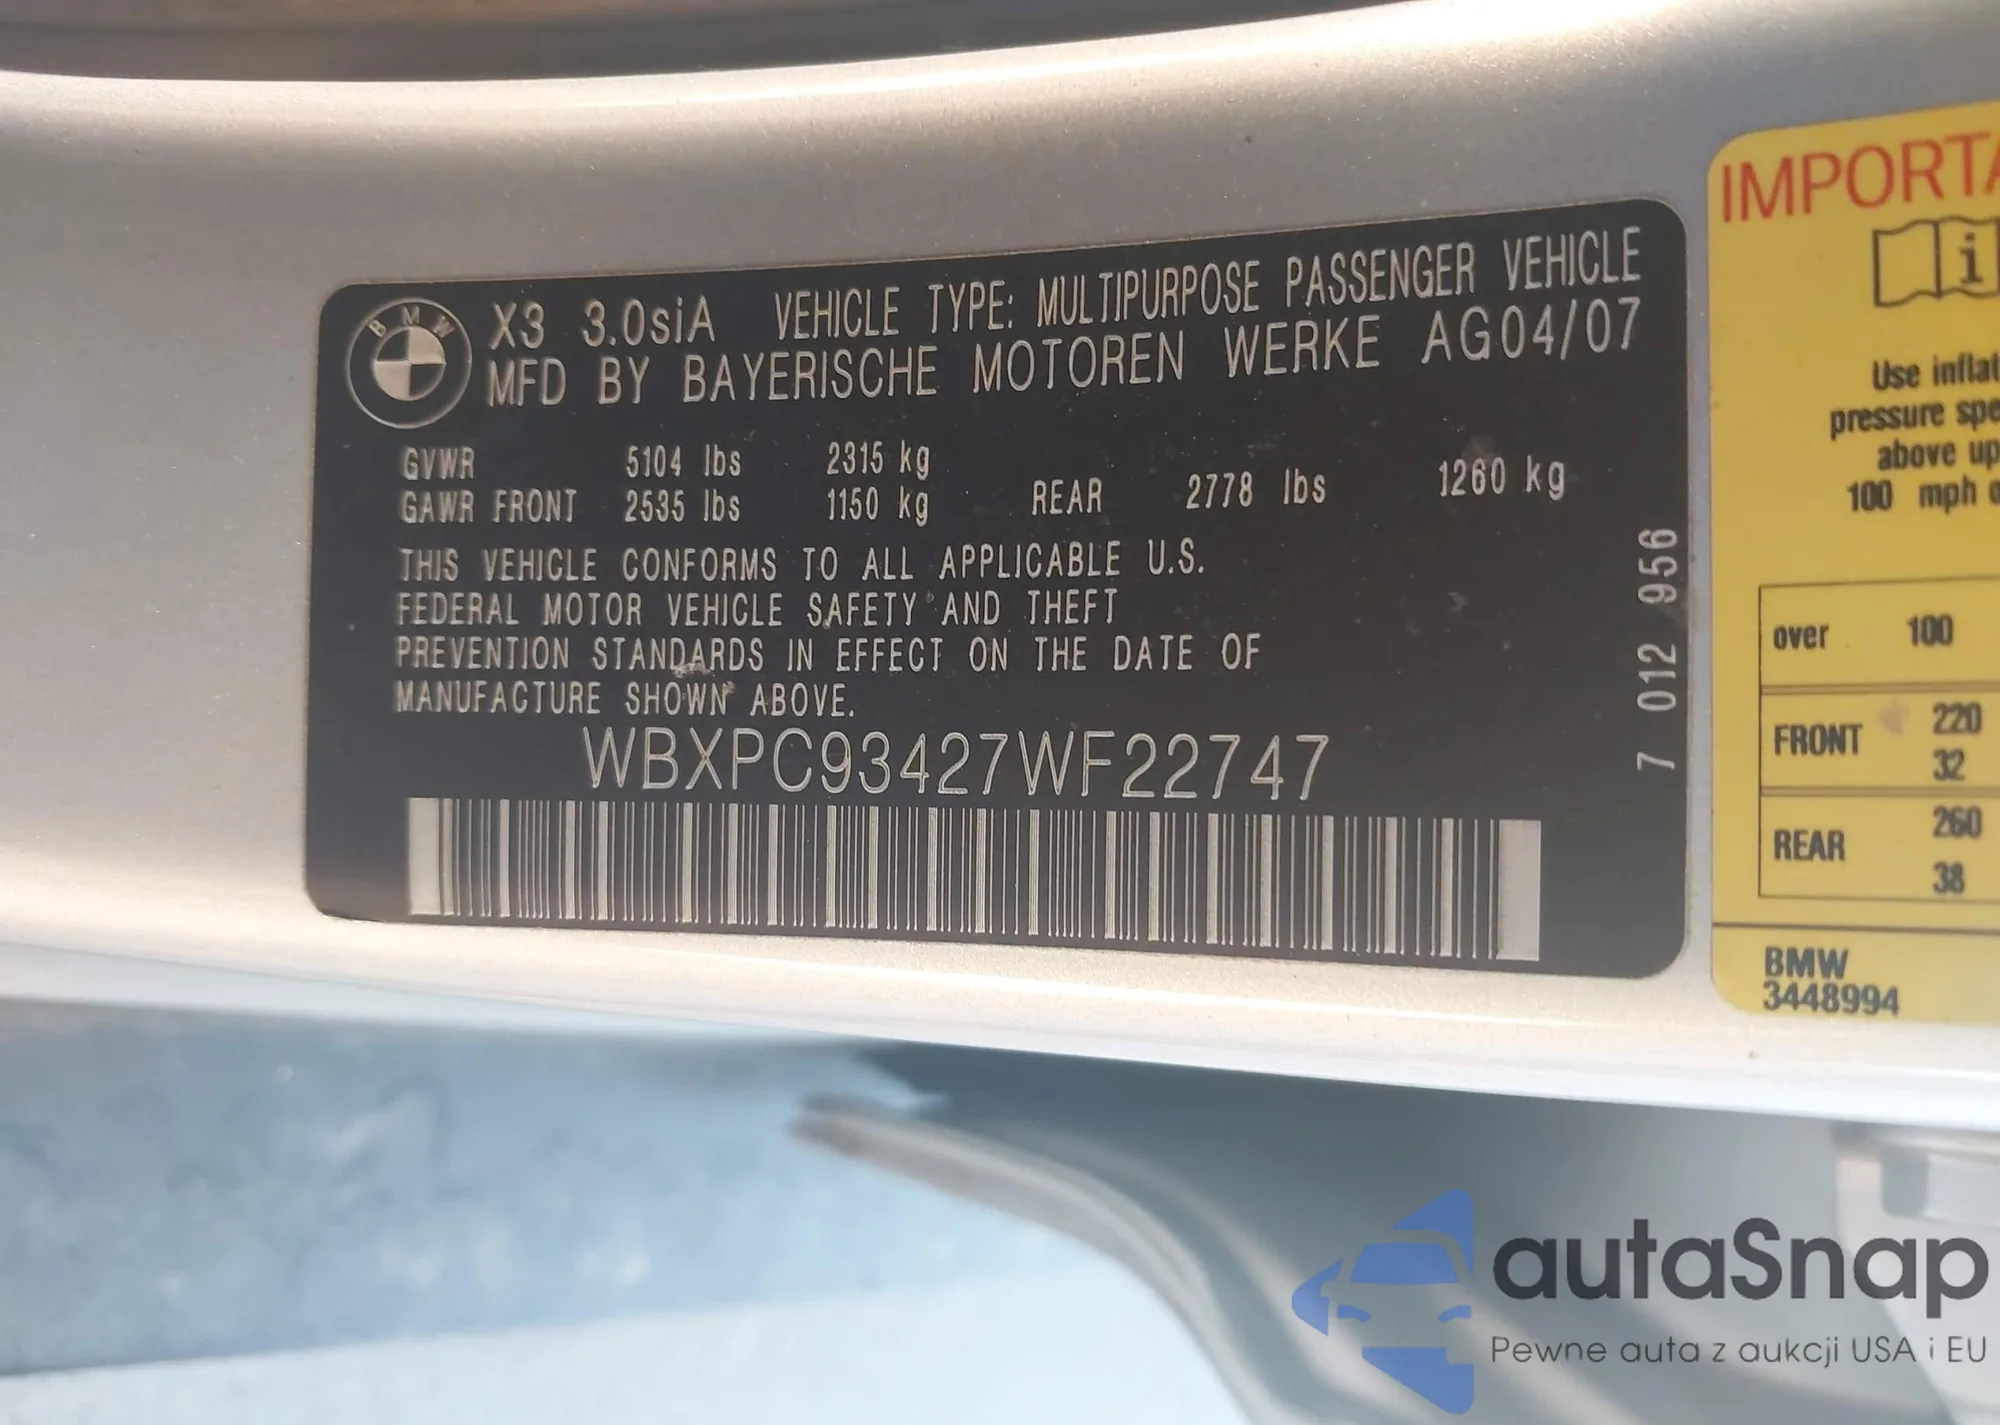 BMW X3 3.0siA VEHICLE TYPE: MULTIPURPOSE PASSENGER VEHICLE
MFD BY BAYERISCHE MOTOREN WERKE AG04/07
GVWR 5104 lbs 2315 kg
GAWR FRONT 2535 lbs 1150 kg REAR 2778 lbs 1260 kg
THIS VEHICLE CONFORMS TO ALL APPLICABLE U.S.
FEDERAL MOTOR VEHICLE SAFETY AND THEFT
PREVENTION STANDARDS IN EFFECT ON THE DATE OF
MANUFACTURE SHOWN ABOVE.
WBXPC93427WF22747
7 012 956
IMPORTA
i
Use inflat
pressure spe
above up
100 mph o
over 100
FRONT 220
32
REAR 260
38
BMW
3448994
autaSnap
Pewne auta z aukcji USA i EU